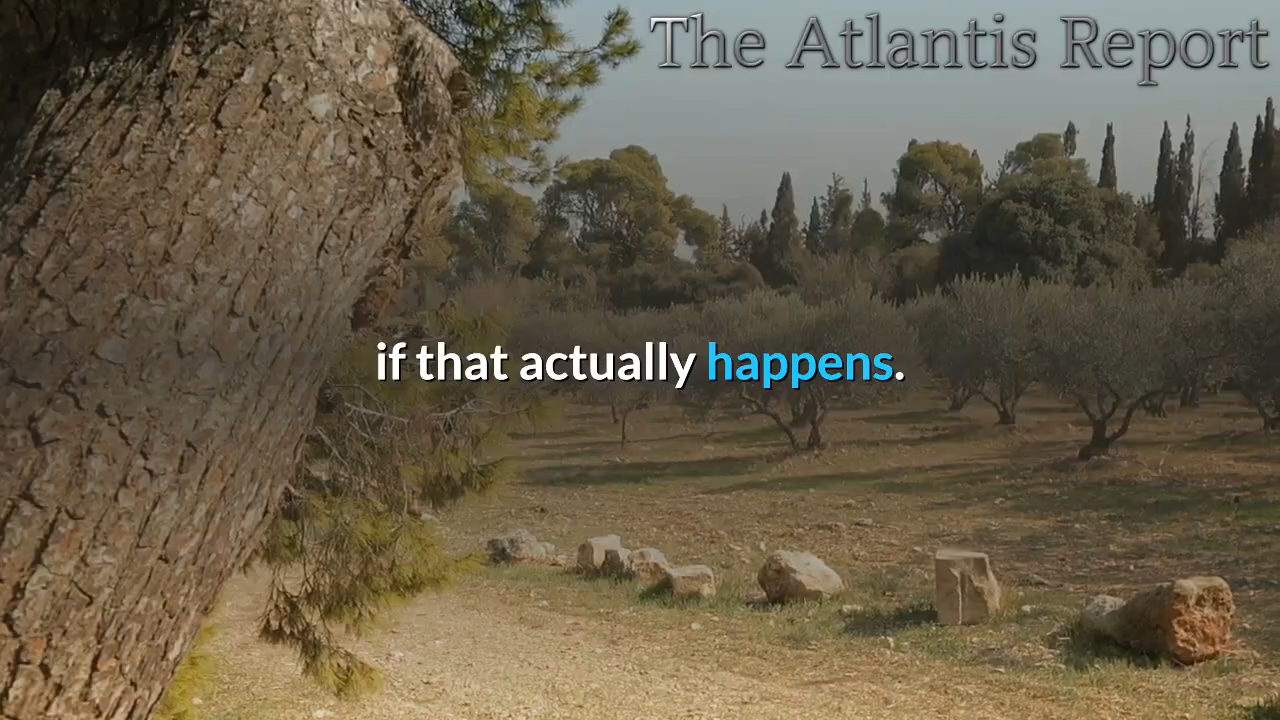 The Atlantis Report
if that actually happens.